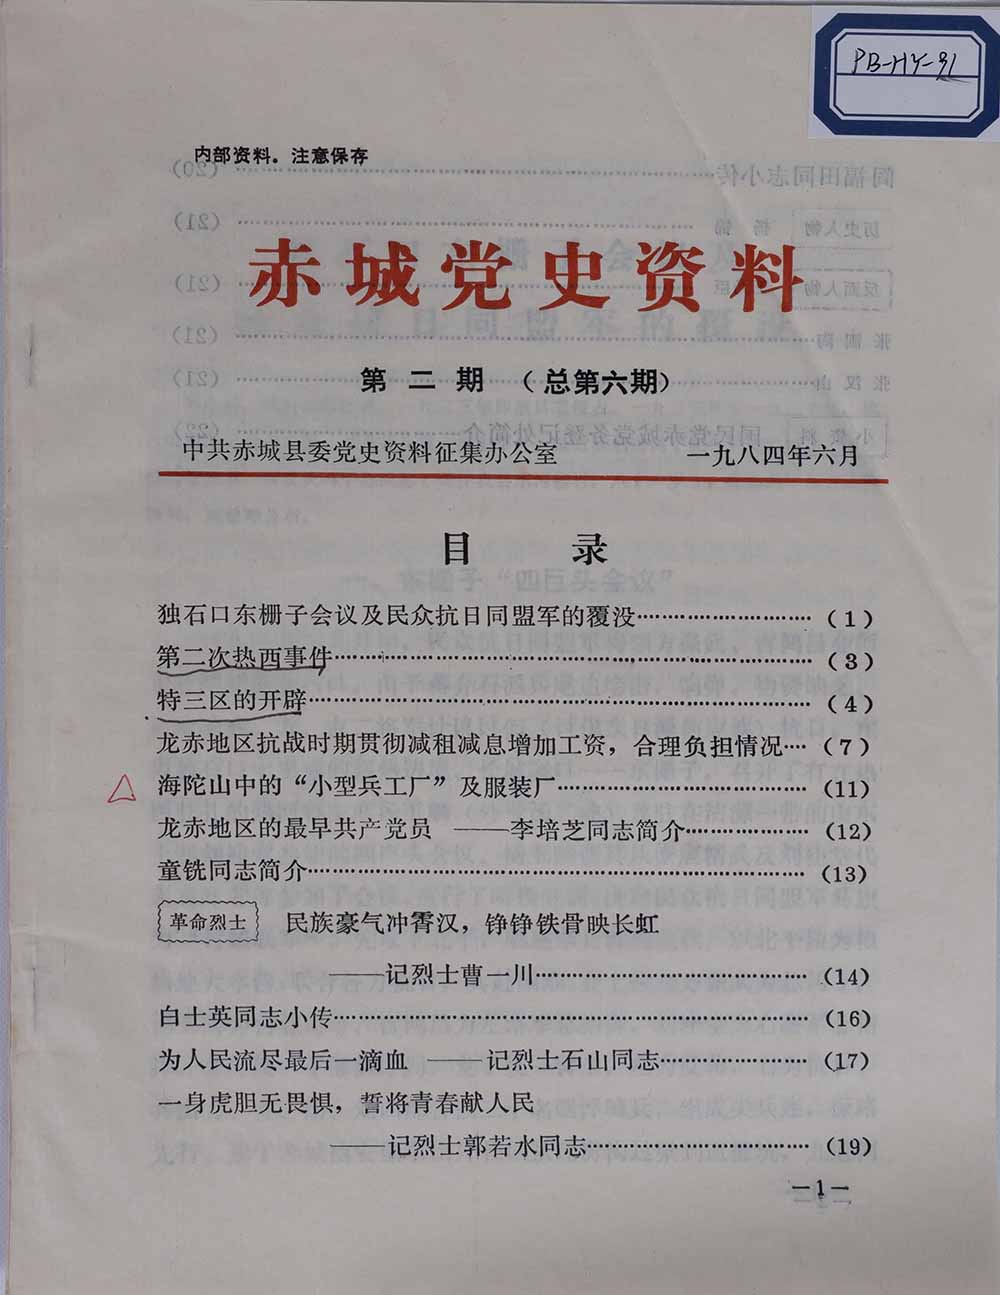 PB-HY-91
内部资料。注意保存
赤城党史资料
第二期（总第六期）
中共赤城县委党史资料征集办公室 一九八四年六月
目 录
独石口东栅子会议及民众抗日同盟军的覆没……………………（1）
第二次热西事件……………………………………………………（3）
特三区的开辟………………………………………………………（4）
龙赤地区抗战时期贯彻减租减息增加工资，合理负担情况…（7）
海陀山中的“小型兵工厂”及服装厂……………………………（11）
龙赤地区的最早共产党员 ——李培芝同志简介………………（12）
童铣同志简介………………………………………………………（13）
革命烈士 民族豪气冲霄汉，铮铮铁骨映长虹
——记烈士曹一川…………………………………（14）
白士英同志小传……………………………………………………（16）
为人民流尽最后一滴血 ——记烈士石山同志…………………（17）
一身虎胆无畏惧，誓将青春献人民
——记烈士郭若水同志……………………………（19）
—1—